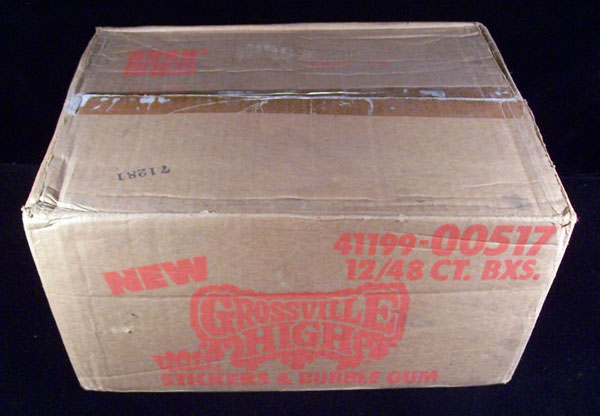 71281
NEW
41199-00517
12/48 CT. BXS.
GROSSVILLE
HIGH
STICKERS & BUBBLE GUM